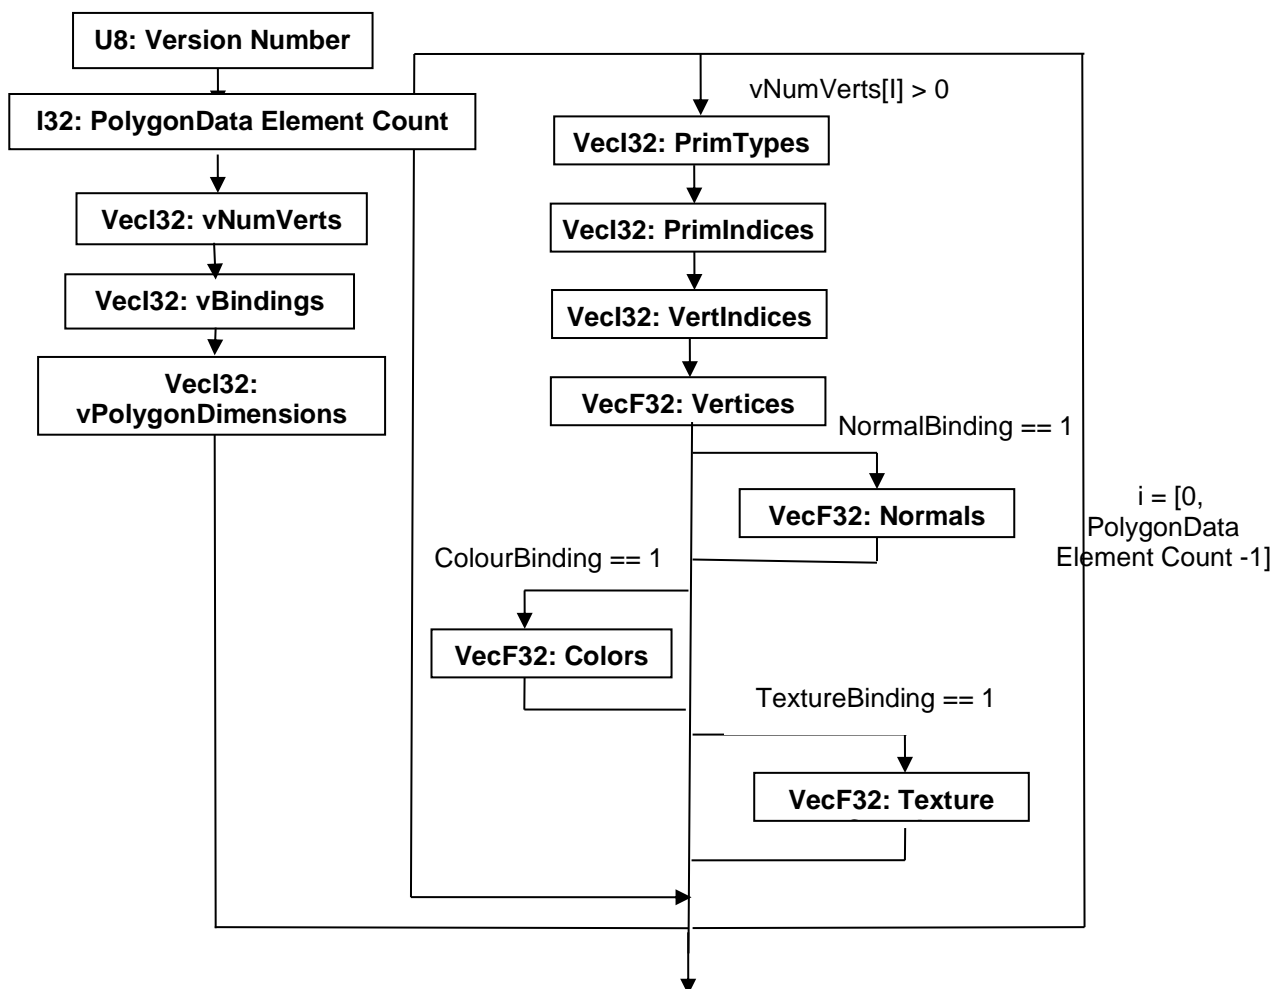 U8: Version Number
I32: PolygonData Element Count
VecI32: vNumVerts
VecI32: vBindings
VecI32:
vPolygonDimensions
vNumVerts[I] > 0
VecI32: PrimTypes
VecI32: PrimIndices
VecI32: VertIndices
VecF32: Vertices
NormalBinding == 1
VecF32: Normals
ColourBinding == 1
VecF32: Colors
TextureBinding == 1
VecF32: Texture
i = [0,
PolygonData
Element Count -1]